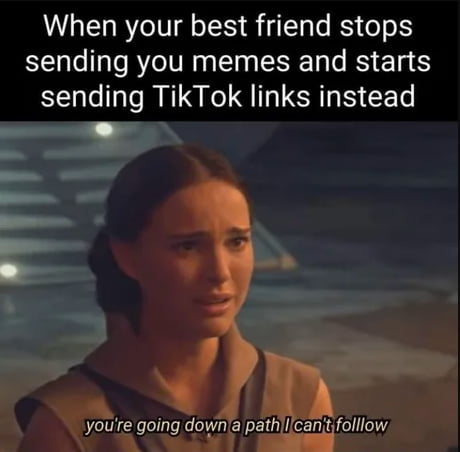 When your best friend stops
sending you memes and starts
sending TikTok links instead
you're going down a path I can't folllow